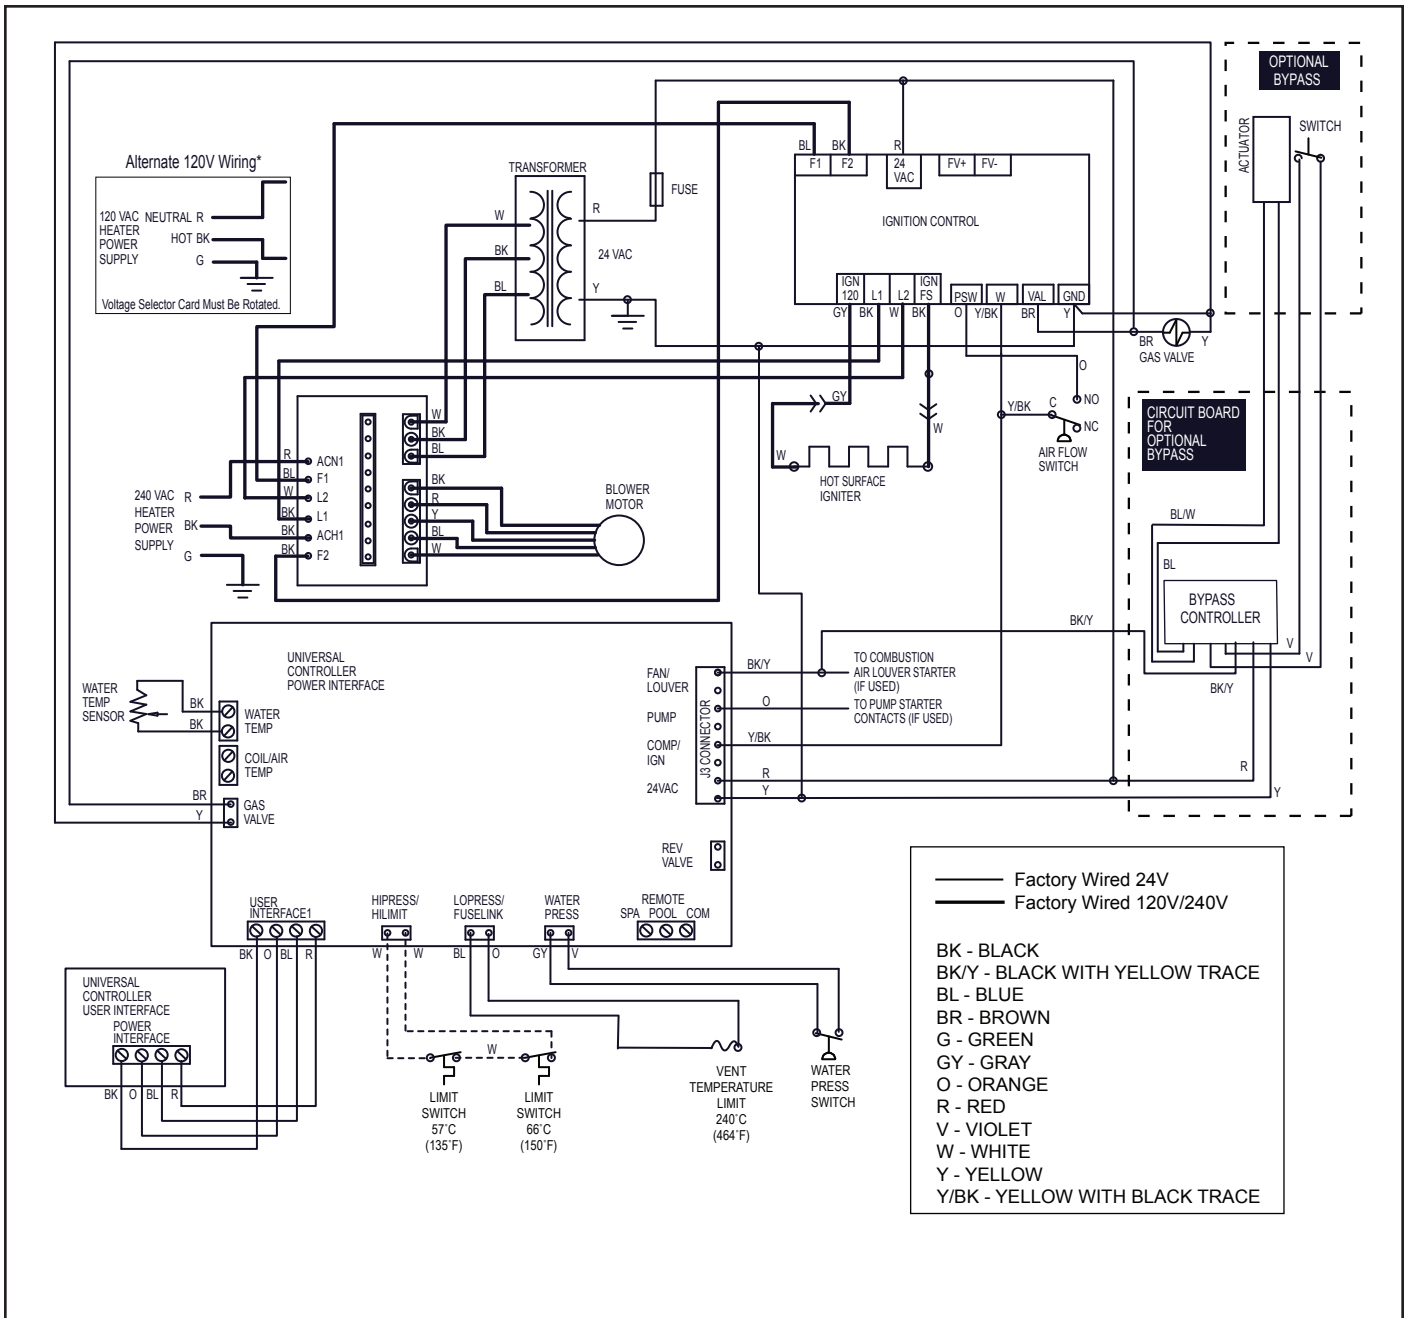 OPTIONAL
BYPASS
ACTUATOR
SWITCH
Alternate 120V Wiring*
120 VAC
HEATER
POWER
SUPPLY
NEUTRAL R
HOT BK
G
Voltage Selector Card Must Be Rotated.
TRANSFORMER
W
BK
BL
R
24 VAC
Y
FUSE
BL
BK
R
F1
F2
24
VAC
FV+
FV-
IGNITION CONTROL
IGN
120
L1
L2
IGN
FS
PSW
W
VAL
GND
GY
BK
W
BK
O
Y/BK
BR
Y
BR
Y
GAS VALVE
GY
W
W
HOT SURFACE
IGNITER
O
Y/BK
C
NO
NC
AIR FLOW
SWITCH
CIRCUIT BOARD
FOR
OPTIONAL
BYPASS
240 VAC
HEATER
POWER
SUPPLY
R
BK
G
R
BL
W
BK
BK
BK
ACN1
F1
L2
L1
ACH1
F2
W
BK
BL
BK
R
Y
BL
W
BLOWER
MOTOR
BL/W
BL
BYPASS
CONTROLLER
V
V
BK/Y
BK/Y
R
Y
UNIVERSAL
CONTROLLER
POWER INTERFACE
WATER
TEMP
SENSOR
BK
BK
WATER
TEMP
COIL/AIR
TEMP
BR
Y
GAS
VALVE
FAN/
LOUVER
PUMP
COMP/
IGN
24VAC
J3 CONNECTOR
BK/Y
O
Y/BK
R
Y
TO COMBUSTION
AIR LOUVER STARTER
(IF USED)
TO PUMP STARTER
CONTACTS (IF USED)
REV
VALVE
USER
INTERFACE1
HIPRESS/
HILIMIT
LOPRESS/
FUSELINK
WATER
PRESS
REMOTE
SPA POOL COM
BK O BL R
W W
BL O
GY V
UNIVERSAL
CONTROLLER
USER INTERFACE
POWER
INTERFACE
BK O BL R
W
LIMIT
SWITCH
57˚C
(135˚F)
LIMIT
SWITCH
66˚C
(150˚F)
VENT
TEMPERATURE
LIMIT
240˚C
(464˚F)
WATER
PRESS
SWITCH
Factory Wired 24V
Factory Wired 120V/240V
BK - BLACK
BK/Y - BLACK WITH YELLOW TRACE
BL - BLUE
BR - BROWN
G - GREEN
GY - GRAY
O - ORANGE
R - RED
V - VIOLET
W - WHITE
Y - YELLOW
Y/BK - YELLOW WITH BLACK TRACE